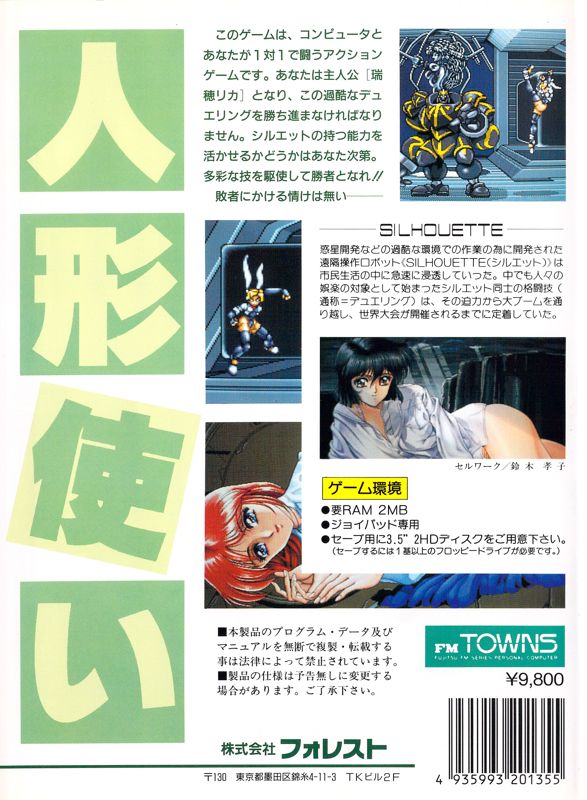 人形使い
このゲームは、コンピュータと
あなたが1対1で闘うアクション
ゲームです。あなたは主人公［瑞
穂リカ］となり、この過酷なデュ
エリングを勝ち進まなければなり
ません。シルエットの持つ能力を
活かせるかどうかはあなた次第。
多彩な技を駆使して勝者となれ!!
敗者にかける情けは無い───
SILHOUETTE
惑星開発などの過酷な環境での作業の為に開発された
遠隔操作ロボット《SILHOUETTE(シルエット)》は
市民生活の中に急速に浸透していった。中でも人々の
娯楽の対象として始まったシルエット同士の格闘技（
通称＝デュエリング）は、その迫力から大ブームを通
り越し、世界大会が開催されるまでに定着していた。
セルワーク／鈴木 孝子
ゲーム環境
●要RAM 2MB
●ジョイパッド専用
●セーブ用に3.5" 2HDディスクをご用意下さい。
（セーブするには1基以上のフロッピードライブが必要です。）
■本製品のプログラム・データ及び
マニュアルを無断で複製・転載する
事は法律によって禁止されています。
■製品の仕様は予告無しに変更する
場合があります。ご了承下さい。
FM TOWNS
FUJITSU FM SERIES PERSONAL COMPUTER
¥9,800
株式会社 フォレスト
〒130 東京都墨田区錦糸4-11-3 TKビル2F
4 935993 201355